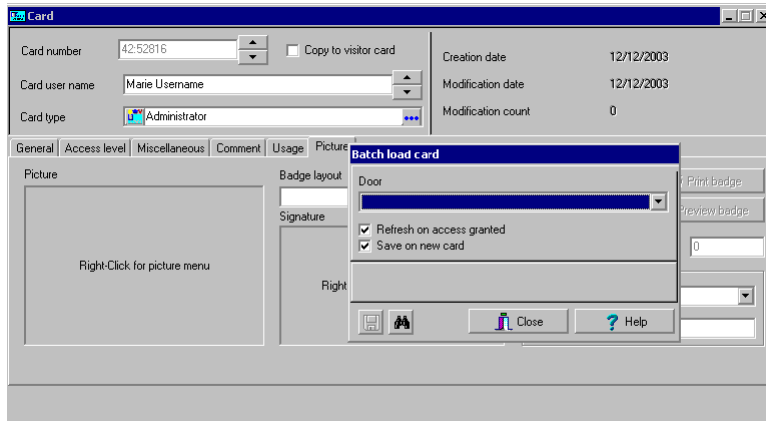 Card
Card number 42:52816 Copy to visitor card
Creation date 12/12/2003
Card user name Marie Username
Modification date 12/12/2003
Card type Administrator
Modification count 0
General Access level Miscellaneous Comment Usage Picture
Picture
Right-Click for picture menu
Badge layout
Signature
Right
Print badge
Preview badge
0
Batch load card
Door
Refresh on access granted
Save on new card
Close Help